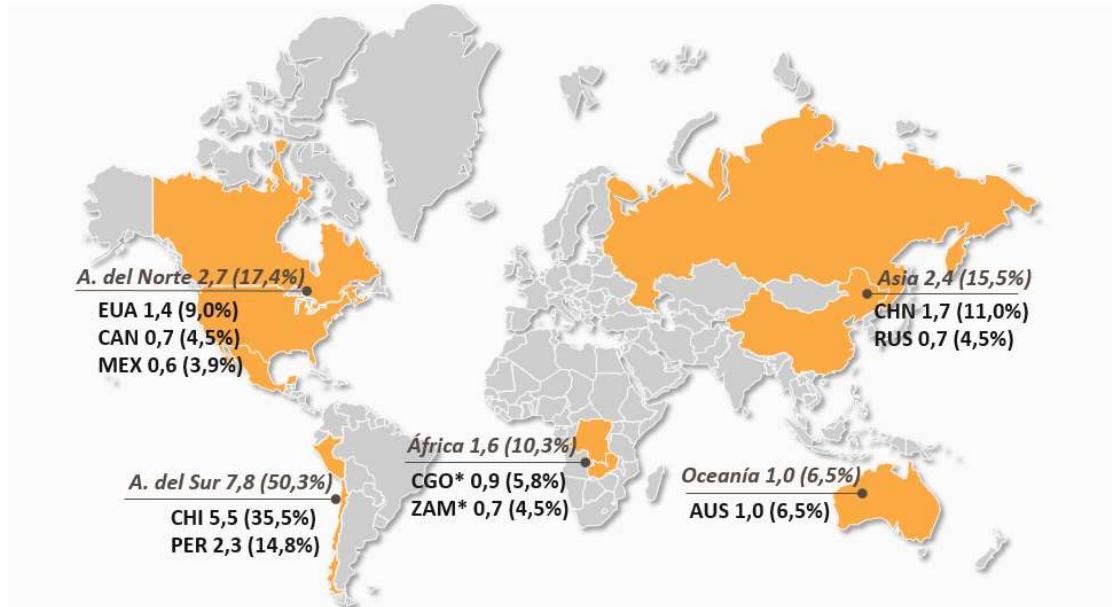 A. del Norte 2,7 (17,4%)
EUA 1,4 (9,0%)
CAN 0,7 (4,5%)
MEX 0,6 (3,9%)
Asia 2,4 (15,5%)
CHN 1,7 (11,0%)
RUS 0,7 (4,5%)
A. del Sur 7,8 (50,3%)
CHI 5,5 (35,5%)
PER 2,3 (14,8%)
África 1,6 (10,3%)
CGO* 0,9 (5,8%)
ZAM* 0,7 (4,5%)
Oceanía 1,0 (6,5%)
AUS 1,0 (6,5%)